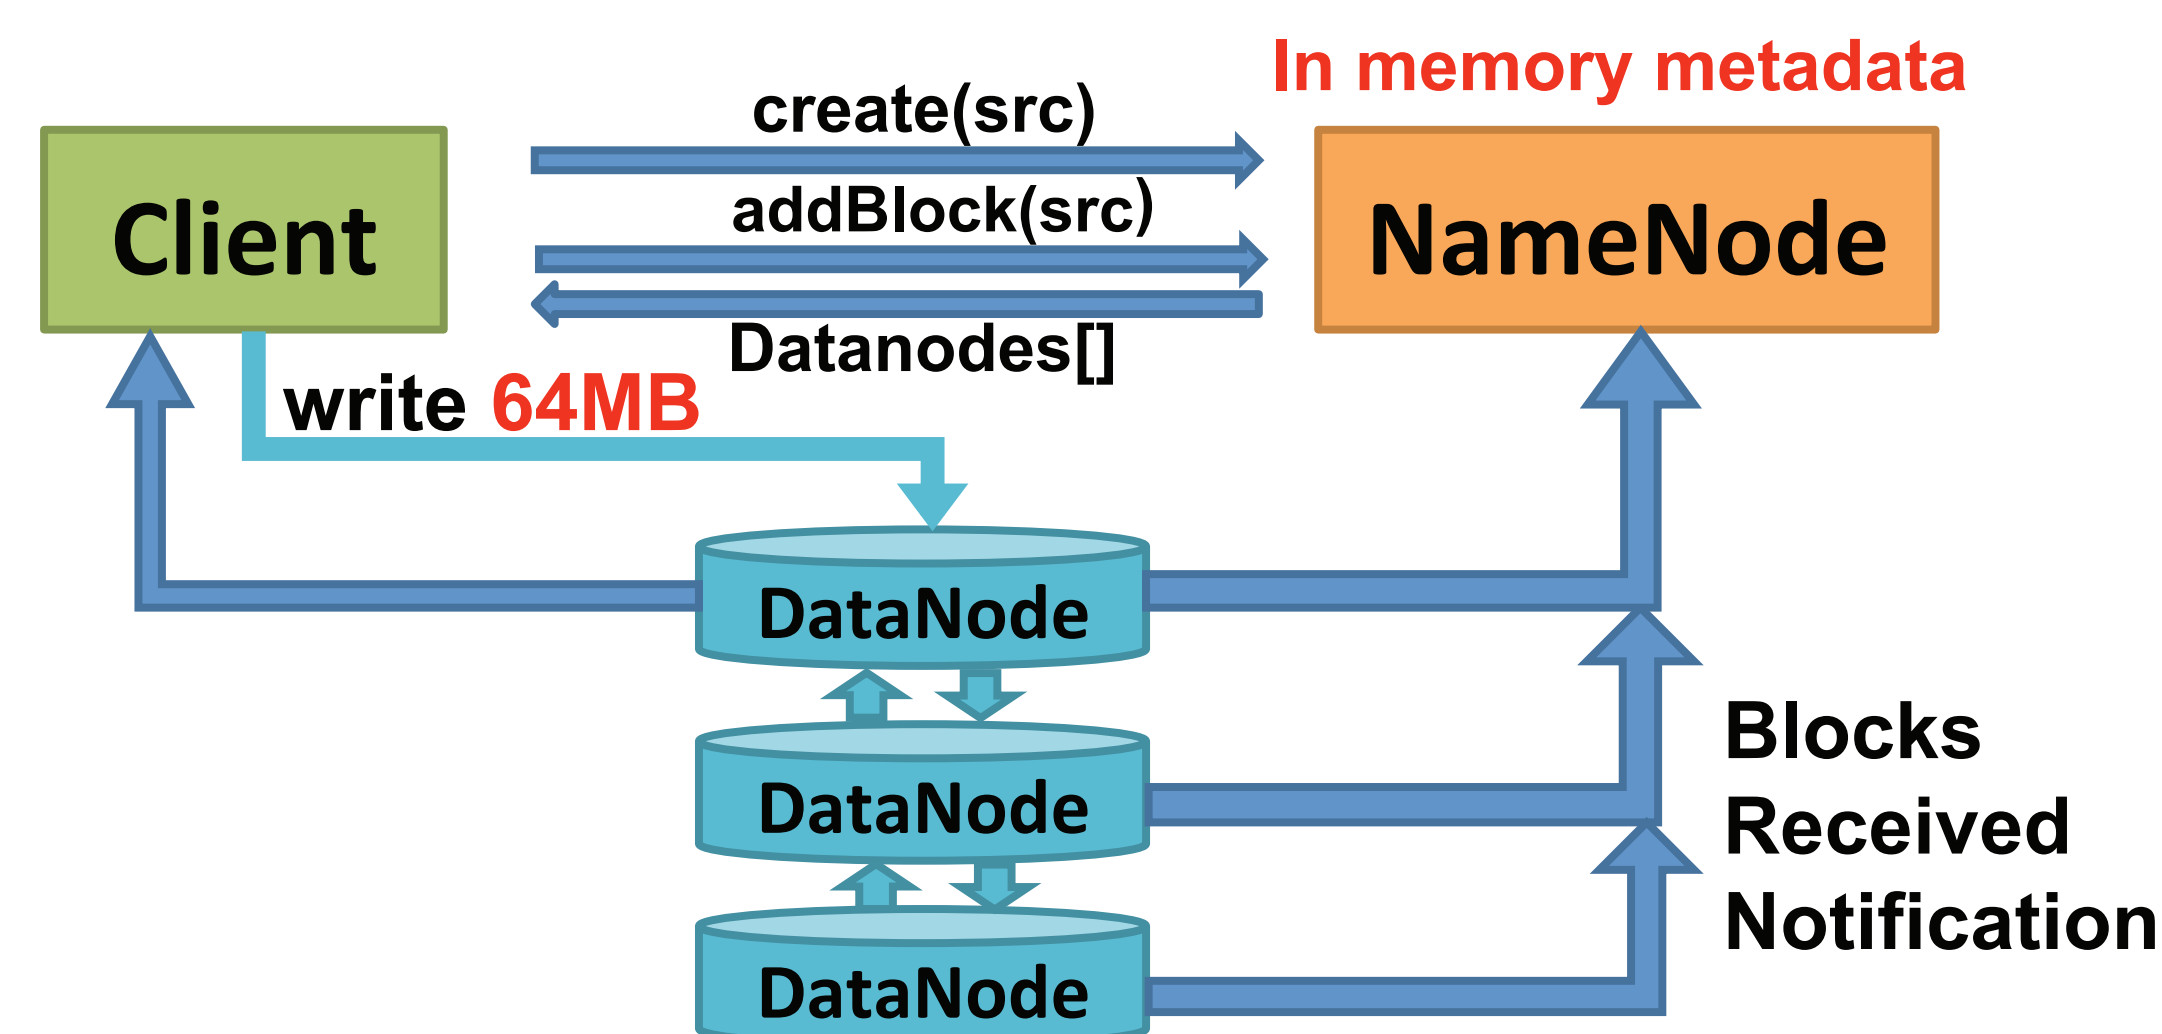 In memory metadata
create(src)
Client
NameNode
addBlock(src)
Datanodes[]
write 64MB
DataNode
DataNode
DataNode
Blocks
Received
Notification